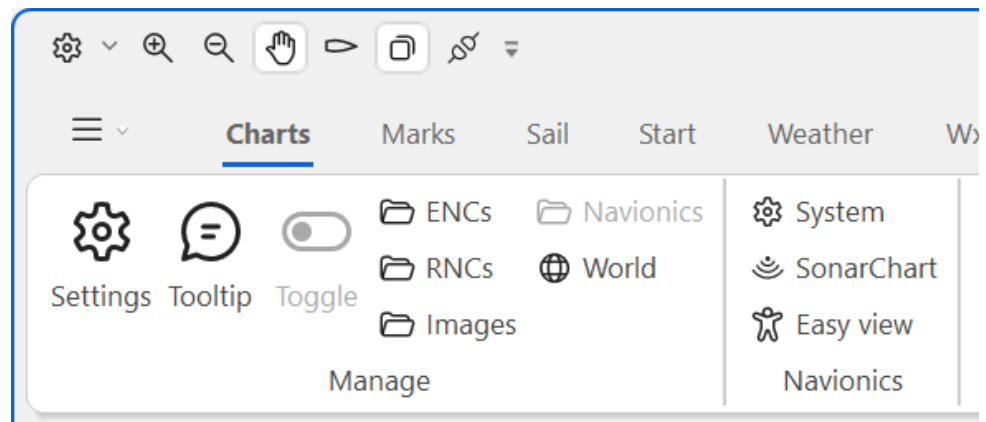 Charts Marks Sail Start Weather Wx
Settings Tooltip Toggle
ENCs Navionics
RNCs World
Images
Manage
System
SonarChart
Easy view
Navionics